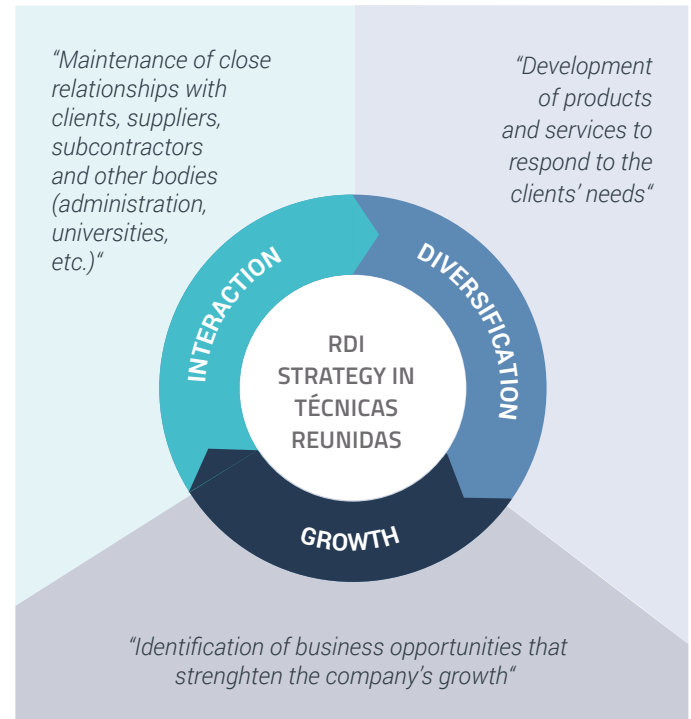 “Maintenance of close
relationships with
clients, suppliers,
subcontractors
and other bodies
(administration,
universities,
etc.)“
“Development
of products
and services to
respond to the
clients’ needs“
INTERACTION
DIVERSIFICATION
RDI
STRATEGY IN
TÉCNICAS
REUNIDAS
GROWTH
“Identification of business opportunities that
strenghten the company’s growth“